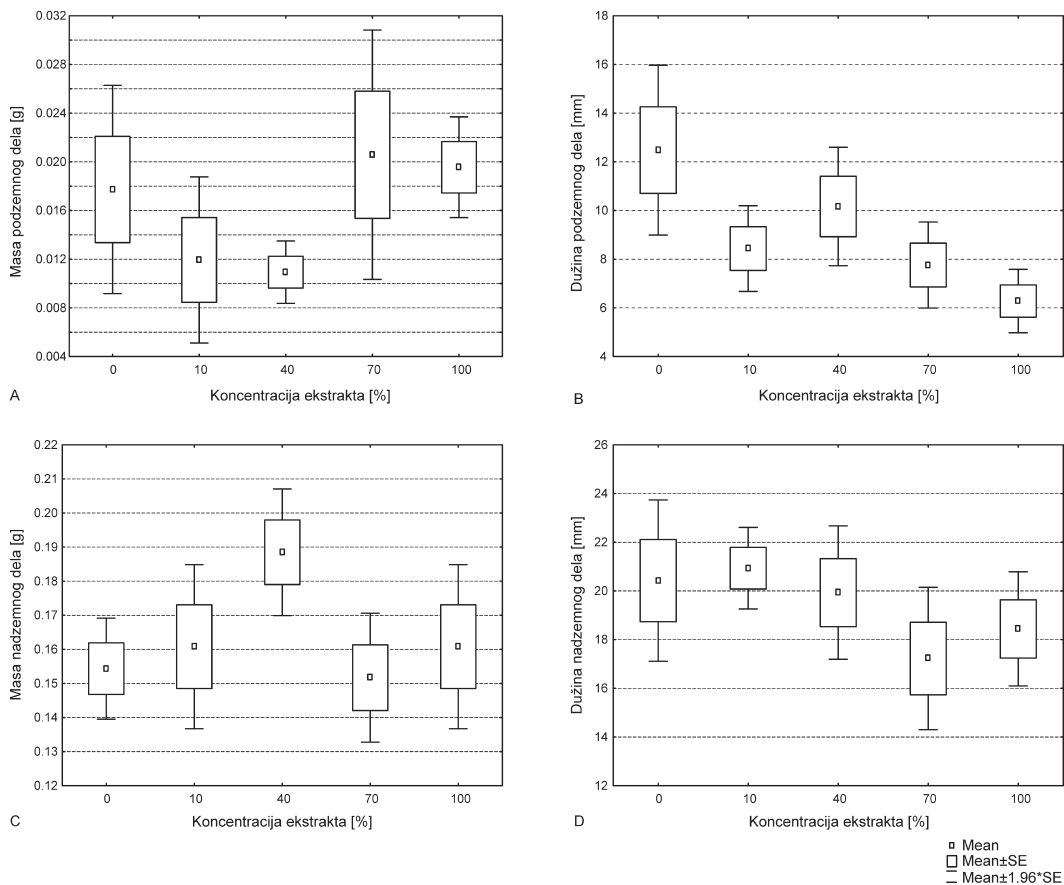 0.032
0.028
0.024
0.020
0.016
0.012
0.008
0.004
Masa podzemnog dela [g]
0 10 40 70 100
Koncentracija ekstrakta [%]
A
18
16
14
12
10
8
6
4
Dužina podzemnog dela [mm]
0 10 40 70 100
Koncentracija ekstrakta [%]
B
0.22
0.21
0.20
0.19
0.18
0.17
0.16
0.15
0.14
0.13
0.12
Masa nadzemnog dela [g]
0 10 40 70 100
Koncentracija ekstrakta [%]
C
26
24
22
20
18
16
14
12
Dužina nadzemnog dela [mm]
0 10 40 70 100
Koncentracija ekstrakta [%]
D
Mean
Mean±SE
Mean±1.96*SE